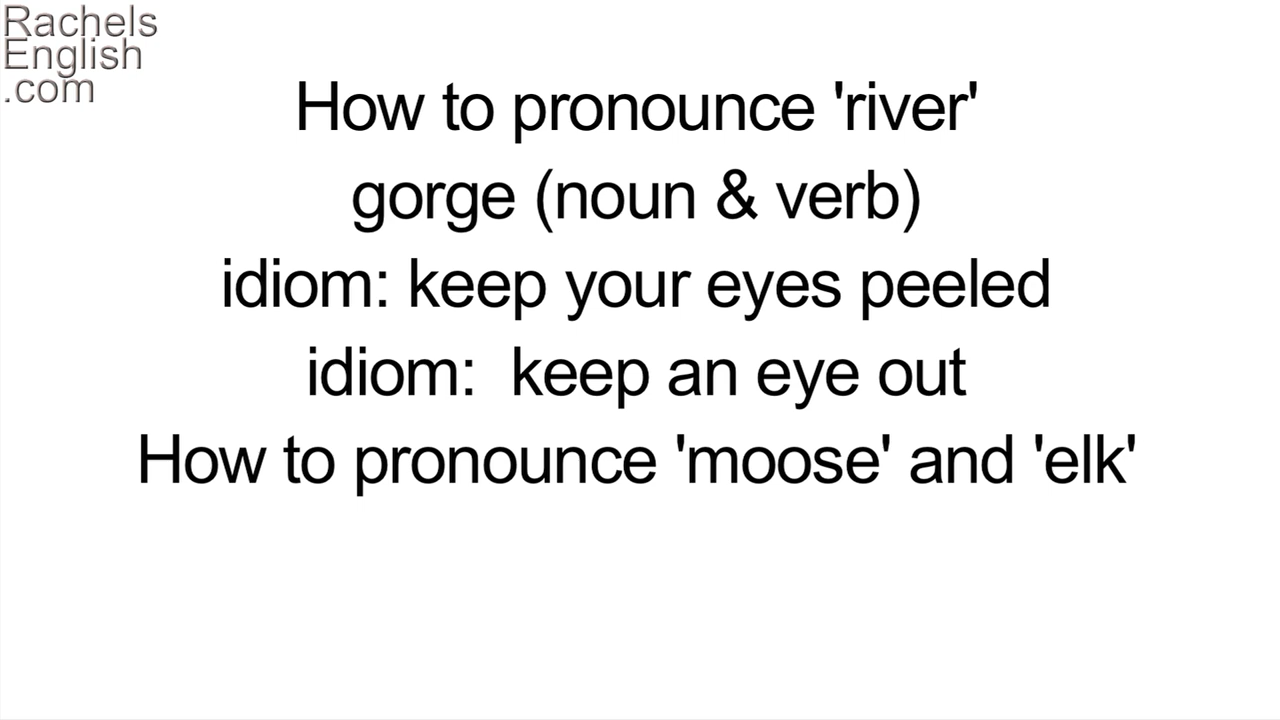 Rachels
English
.com
How to pronounce 'river'
gorge (noun & verb)
idiom: keep your eyes peeled
idiom:  keep an eye out
How to pronounce 'moose' and 'elk'